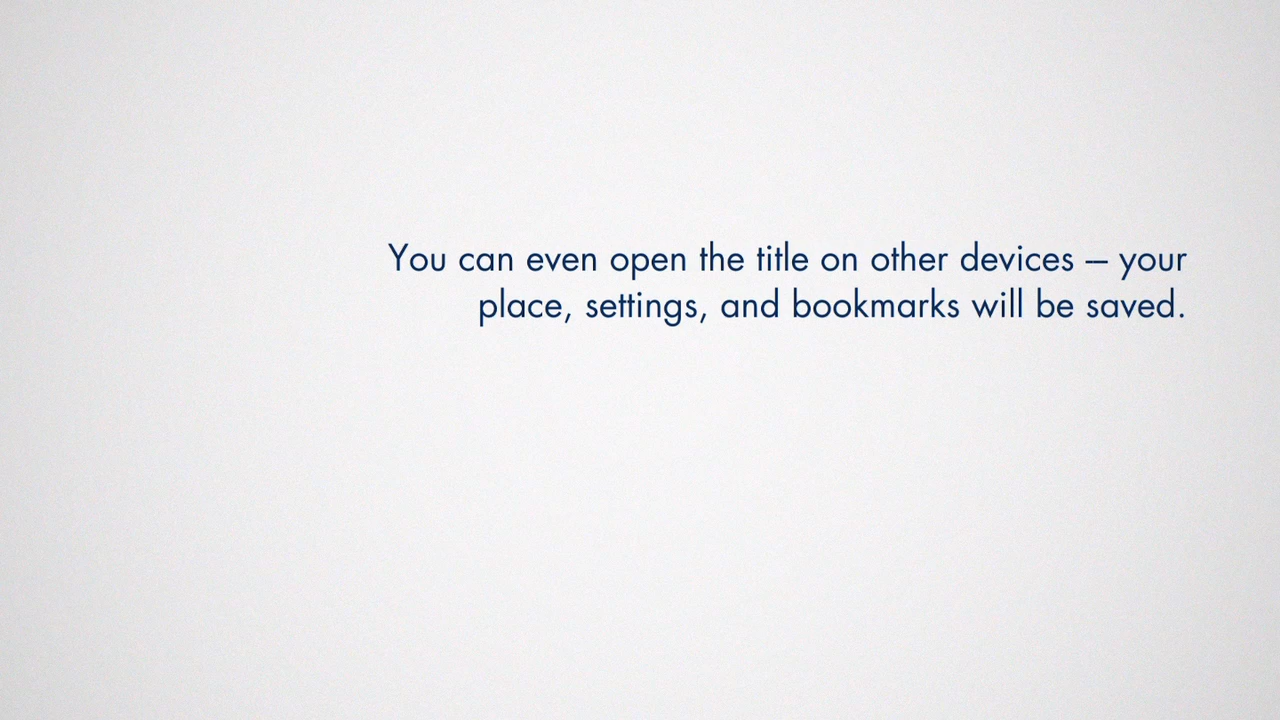 You can even open the title on other devices — your
place, settings, and bookmarks will be saved.